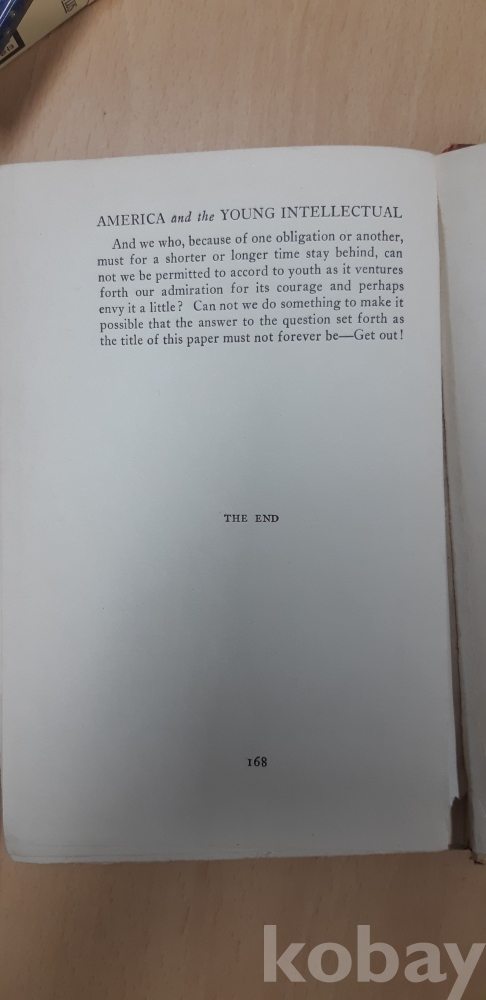 AMERICA and the YOUNG INTELLECTUAL
And we who, because of one obligation or another,
must for a shorter or longer time stay behind, can
not we be permitted to accord to youth as it ventures
forth our admiration for its courage and perhaps
envy it a little? Can not we do something to make it
possible that the answer to the question set forth as
the title of this paper must not forever be—Get out!
THE END
168
kobay